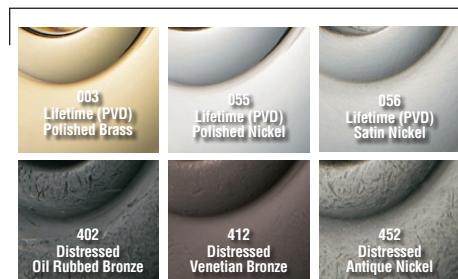 003
Lifetime (PVD)
Polished Brass
055
Lifetime (PVD)
Polished Nickel
056
Lifetime (PVD)
Satin Nickel
402
Distressed
Oil Rubbed Bronze
412
Distressed
Venetian Bronze
452
Distressed
Antique Nickel